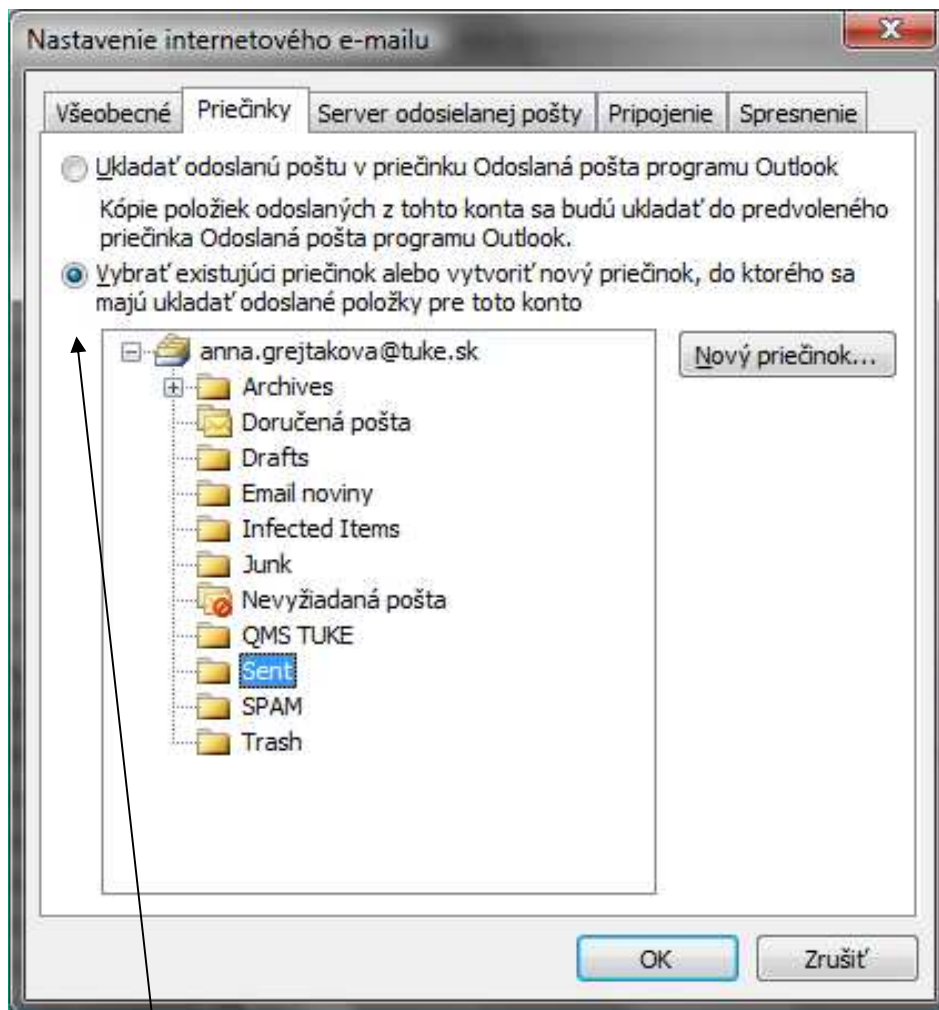 Nastavenie internetového e-mailu
Všeobecné Priečinky Server odosielanej pošty Pripojenie Spresnenie
Ukladať odoslanú poštu v priečinku Odoslaná pošta programu Outlook
Kópie položiek odoslaných z tohto konta sa budú ukladať do predvoleného
priečinka Odoslaná pošta programu Outlook.
Vybrať existujúci priečinok alebo vytvoriť nový priečinok, do ktorého sa
majú ukladať odoslané položky pre toto konto
anna.grejtakova@tuke.sk
Nový priečinok...
Archives
Doručená pošta
Drafts
Email noviny
Infected Items
Junk
Nevyžiadaná pošta
QMS TUKE
Sent
SPAM
Trash
OK Zrušiť